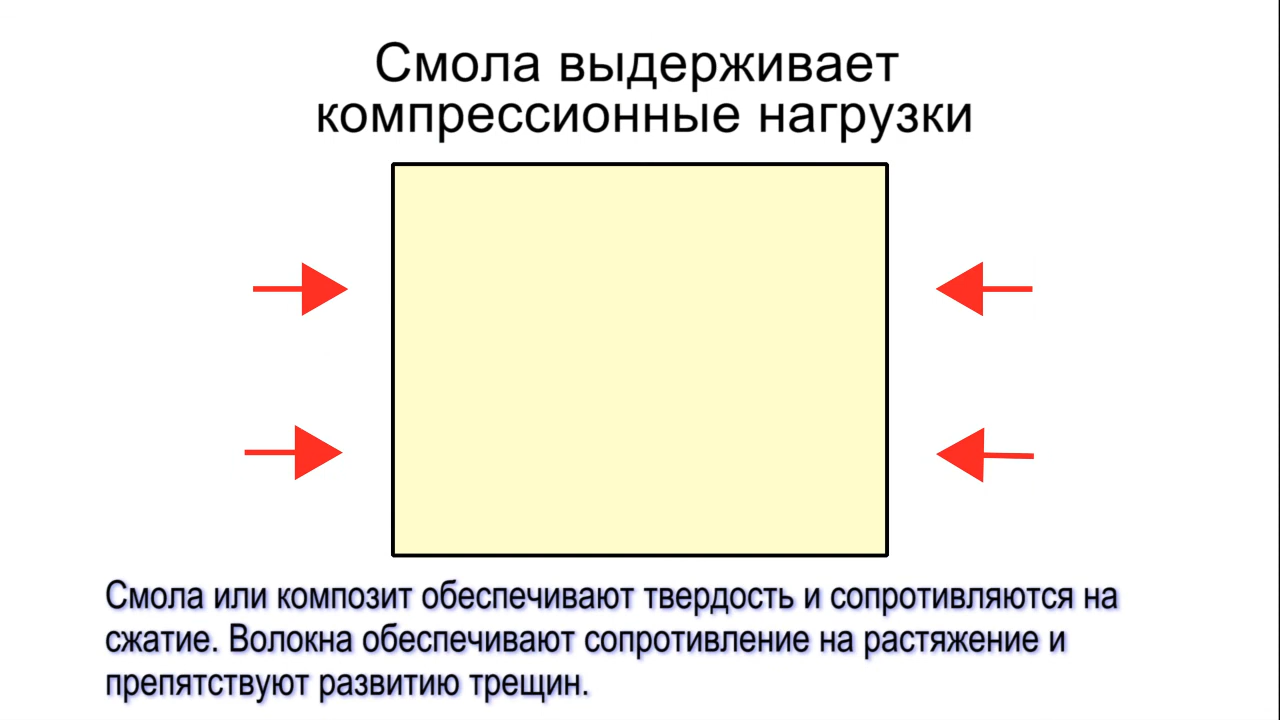 Смола выдерживает
компрессионные нагрузки
Смола или композит обеспечивают твердость и сопротивляются на
сжатие. Волокна обеспечивают сопротивление на растяжение и
препятствуют развитию трещин.